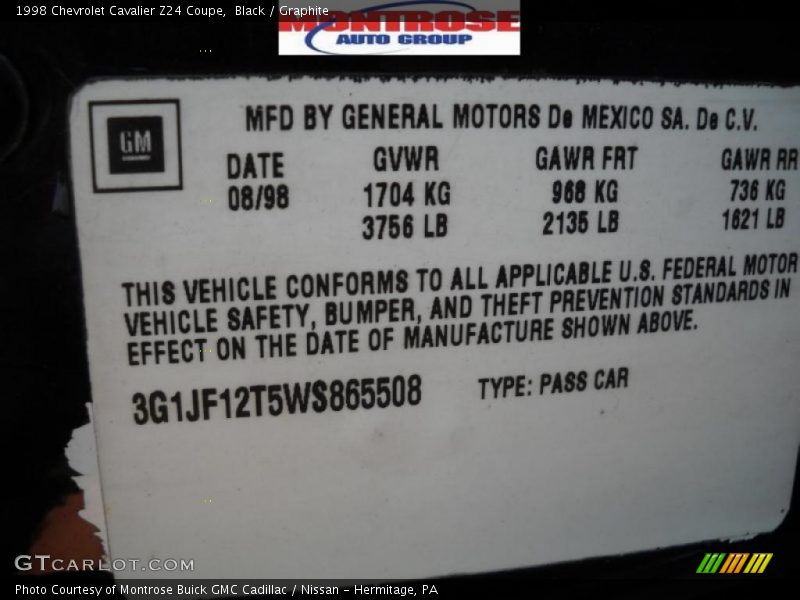 1998 Chevrolet Cavalier Z24 Coupe, Black / Graphite
MONTROSE
AUTO GROUP
GM
MFD BY GENERAL MOTORS De MEXICO SA. De C.V.
DATE GVWR GAWR FRT GAWR RR
08/98 1704 KG 968 KG 736 KG
3756 LB 2135 LB 1621 LB
THIS VEHICLE CONFORMS TO ALL APPLICABLE U.S. FEDERAL MOTOR
VEHICLE SAFETY, BUMPER, AND THEFT PREVENTION STANDARDS IN
EFFECT ON THE DATE OF MANUFACTURE SHOWN ABOVE.
3G1JF12T5WS865508 TYPE: PASS CAR
GTCARLOT.COM
Photo Courtesy of Montrose Buick GMC Cadillac / Nissan - Hermitage, PA